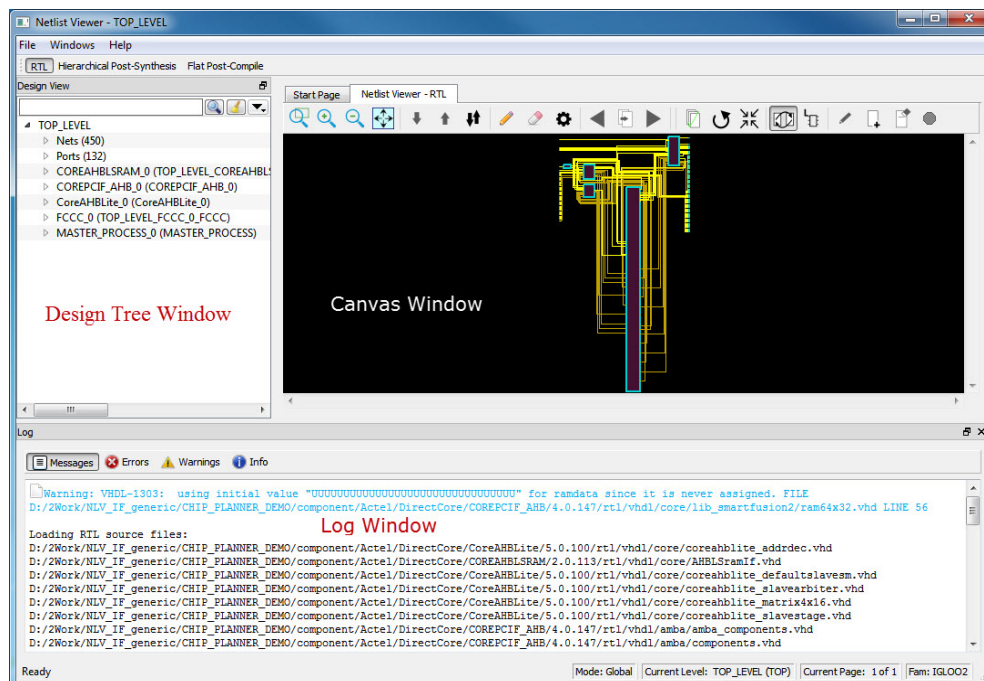 Netlist Viewer - TOP_LEVEL
File Windows Help
RTL Hierarchical Post-Synthesis Flat Post-Compile
Design View
TOP_LEVEL
Nets (450)
Ports (132)
COREAHBLSRAM_0 (TOP_LEVEL_COREAHBLS
COREPCIF_AHB_0 (COREPCIF_AHB_0)
CoreAHBLite_0 (CoreAHBLite_0)
FCCC_0 (TOP_LEVEL_FCCC_0_FCCC)
MASTER_PROCESS_0 (MASTER_PROCESS)
Design Tree Window
Start Page Netlist Viewer - RTL
Canvas Window
Log
Messages Errors Warnings Info
Warning: VHDL-1303: using initial value "UUUUUUUUUUUUUUUUUUUUUUUUUUUUUUUU" for ramdata since it is never assigned. FILE
D:/2Work/NLV_IF_generic/CHIP_PLANNER_DEMO/component/Actel/DirectCore/COREPCIF_AHB/4.0.147/rtl/vhdl/core/lib_smartfusion2/ram64x32.vhd LINE 56
Log Window
Loading RTL source files:
D:/2Work/NLV_IF_generic/CHIP_PLANNER_DEMO/component/Actel/DirectCore/CoreAHBLite/5.0.100/rtl/vhdl/core/coreahblite_addrdec.vhd
D:/2Work/NLV_IF_generic/CHIP_PLANNER_DEMO/component/Actel/DirectCore/COREAHBLSRAM/2.0.113/rtl/vhdl/core/AHBLSramIf.vhd
D:/2Work/NLV_IF_generic/CHIP_PLANNER_DEMO/component/Actel/DirectCore/CoreAHBLite/5.0.100/rtl/vhdl/core/coreahblite_defaultslavesm.vhd
D:/2Work/NLV_IF_generic/CHIP_PLANNER_DEMO/component/Actel/DirectCore/CoreAHBLite/5.0.100/rtl/vhdl/core/coreahblite_slavearbiter.vhd
D:/2Work/NLV_IF_generic/CHIP_PLANNER_DEMO/component/Actel/DirectCore/CoreAHBLite/5.0.100/rtl/vhdl/core/coreahblite_matrix4x16.vhd
D:/2Work/NLV_IF_generic/CHIP_PLANNER_DEMO/component/Actel/DirectCore/CoreAHBLite/5.0.100/rtl/vhdl/core/coreahblite_slavestage.vhd
D:/2Work/NLV_IF_generic/CHIP_PLANNER_DEMO/component/Actel/DirectCore/COREPCIF_AHB/4.0.147/rtl/vhdl/amba/amba_components.vhd
D:/2Work/NLV_IF_generic/CHIP_PLANNER_DEMO/component/Actel/DirectCore/COREPCIF_AHB/4.0.147/rtl/vhdl/amba/components.vhd
Ready Mode: Global Current Level: TOP_LEVEL (TOP) Current Page: 1 of 1 Fam: IGLOO2